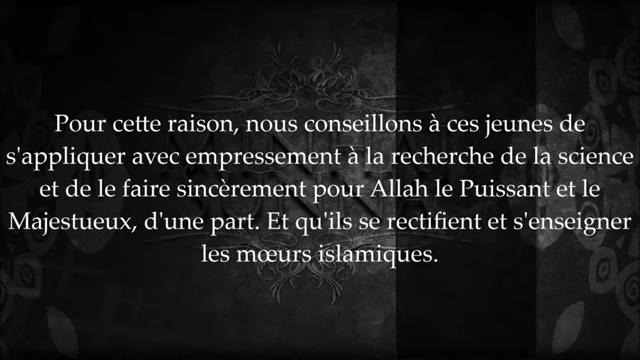 Pour cette raison, nous conseillons à ces jeunes de
s'appliquer avec empressement à la recherche de la science
et de le faire sincèrement pour Allah le Puissant et le
Majestueux, d'une part. Et qu'ils se rectifient et s'enseigner
les mœurs islamiques.